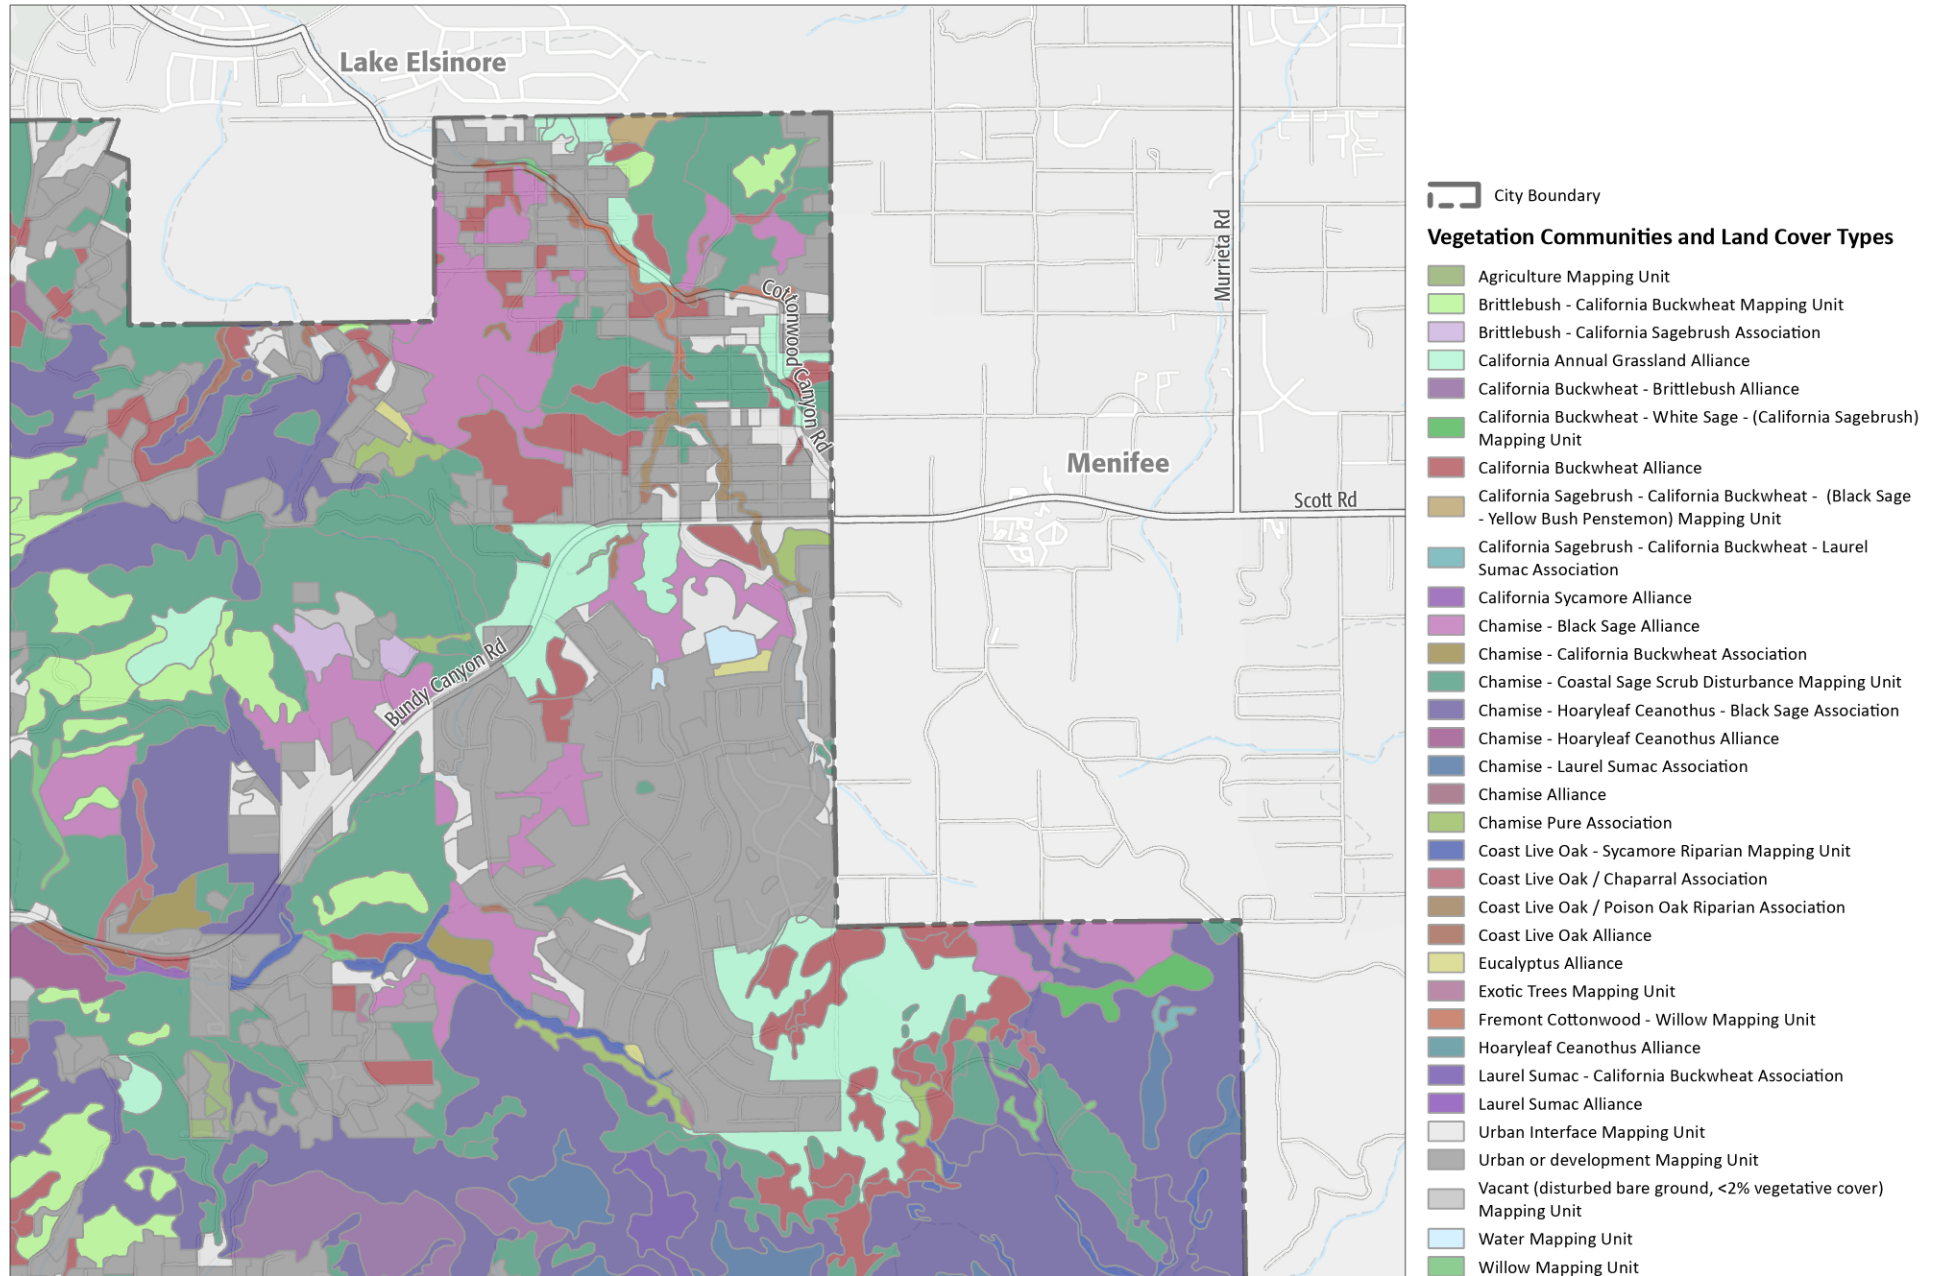 Lake Elsinore
Cottonwood Canyon Rd
Murrieta Rd
Menifee
Scott Rd
Bundy Canyon Rd
City Boundary
Vegetation Communities and Land Cover Types
Agriculture Mapping Unit
Brittlebush - California Buckwheat Mapping Unit
Brittlebush - California Sagebrush Association
California Annual Grassland Alliance
California Buckwheat - Brittlebush Alliance
California Buckwheat - White Sage - (California Sagebrush)
Mapping Unit
California Buckwheat Alliance
California Sagebrush - California Buckwheat - (Black Sage
- Yellow Bush Penstemon) Mapping Unit
California Sagebrush - California Buckwheat - Laurel
Sumac Association
California Sycamore Alliance
Chamise - Black Sage Alliance
Chamise - California Buckwheat Association
Chamise - Coastal Sage Scrub Disturbance Mapping Unit
Chamise - Hoaryleaf Ceanothus - Black Sage Association
Chamise - Hoaryleaf Ceanothus Alliance
Chamise - Laurel Sumac Association
Chamise Alliance
Chamise Pure Association
Coast Live Oak - Sycamore Riparian Mapping Unit
Coast Live Oak / Chaparral Association
Coast Live Oak / Poison Oak Riparian Association
Coast Live Oak Alliance
Eucalyptus Alliance
Exotic Trees Mapping Unit
Fremont Cottonwood - Willow Mapping Unit
Hoaryleaf Ceanothus Alliance
Laurel Sumac - California Buckwheat Association
Laurel Sumac Alliance
Urban Interface Mapping Unit
Urban or development Mapping Unit
Vacant (disturbed bare ground, <2% vegetative cover)
Mapping Unit
Water Mapping Unit
Willow Mapping Unit